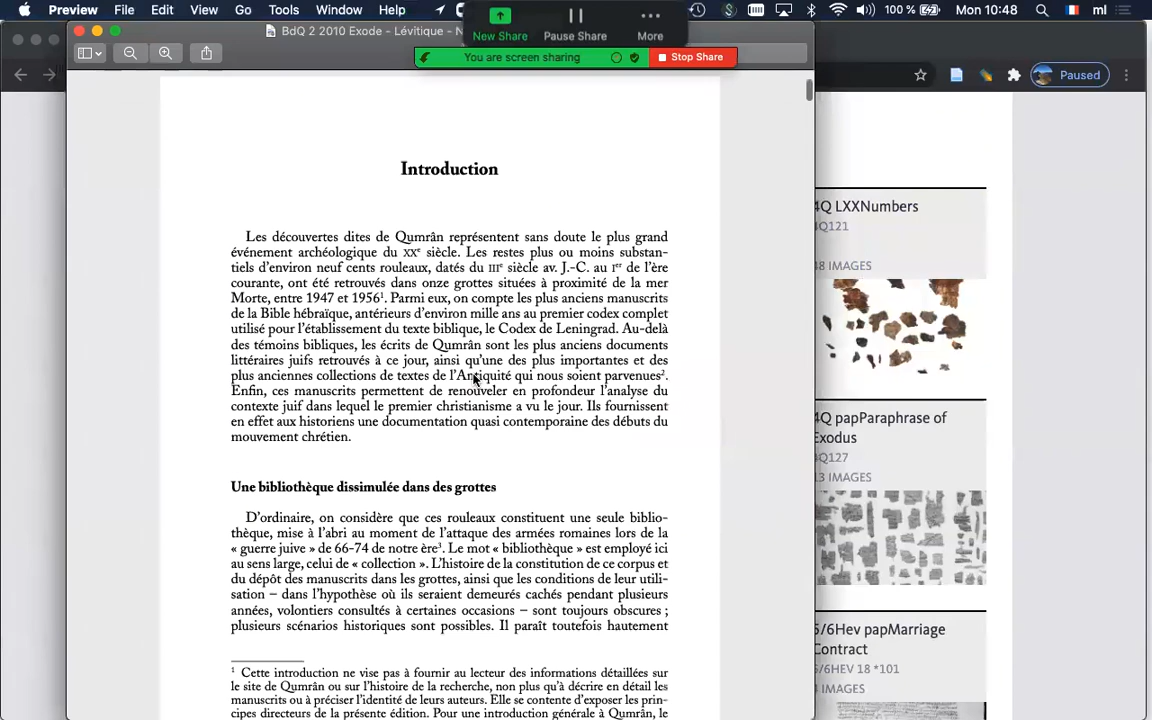 Preview File Edit View Go Tools Window Help 100 % Mon 10:48 ml
New Share Pause Share More
You are screen sharing Stop Share
BdQ 2 2010 Exode - Lévitique - N
Paused
Introduction
Les découvertes dites de Qumrân représentent sans doute le plus grand
événement archéologique du XXe siècle. Les restes plus ou moins substan-
tiels d'environ neuf cents rouleaux, datés du IIIe siècle av. J.-C. au Ier de l'ère
courante, ont été retrouvés dans onze grottes situées à proximité de la mer
Morte, entre 1947 et 1956¹. Parmi eux, on compte les plus anciens manuscrits
de la Bible hébraïque, antérieurs d'environ mille ans au premier codex complet
utilisé pour l'établissement du texte biblique, le Codex de Leningrad. Au-delà
des témoins bibliques, les écrits de Qumrân sont les plus anciens documents
littéraires juifs retrouvés à ce jour, ainsi qu'une des plus importantes et des
plus anciennes collections de textes de l'Antiquité qui nous soient parvenues².
Enfin, ces manuscrits permettent de renouveler en profondeur l'analyse du
contexte juif dans lequel le premier christianisme a vu le jour. Ils fournissent
en effet aux historiens une documentation quasi contemporaine des débuts du
mouvement chrétien.
Une bibliothèque dissimulée dans des grottes
D'ordinaire, on considère que ces rouleaux constituent une seule biblio-
thèque, mise à l'abri au moment de l'attaque des armées romaines lors de la
« guerre juive » de 66-74 de notre ère³. Le mot « bibliothèque » est employé ici
au sens large, celui de « collection ». L'histoire de la constitution de ce corpus et
du dépôt des manuscrits dans les grottes, ainsi que les conditions de leur utili-
sation – dans l'hypothèse où ils seraient demeurés cachés pendant plusieurs
années, volontiers consultés à certaines occasions – sont toujours obscures ;
plusieurs scénarios historiques sont possibles. Il paraît toutefois hautement
¹ Cette introduction ne vise pas à fournir au lecteur des informations détaillées sur
le site de Qumrân ou sur l'histoire de la recherche, non plus qu'à décrire en détail les
manuscrits ou à préciser l'identité de leurs auteurs. Elle se contente d'exposer les prin-
cipes directeurs de la présente édition. Pour une introduction générale à Qumrân, le
4Q LXXNumbers
4Q121
48 IMAGES
4Q papParaphrase of
Exodus
4Q127
13 IMAGES
5/6Hev papMarriage
Contract
5/6HEV 18 *101
IMAGES